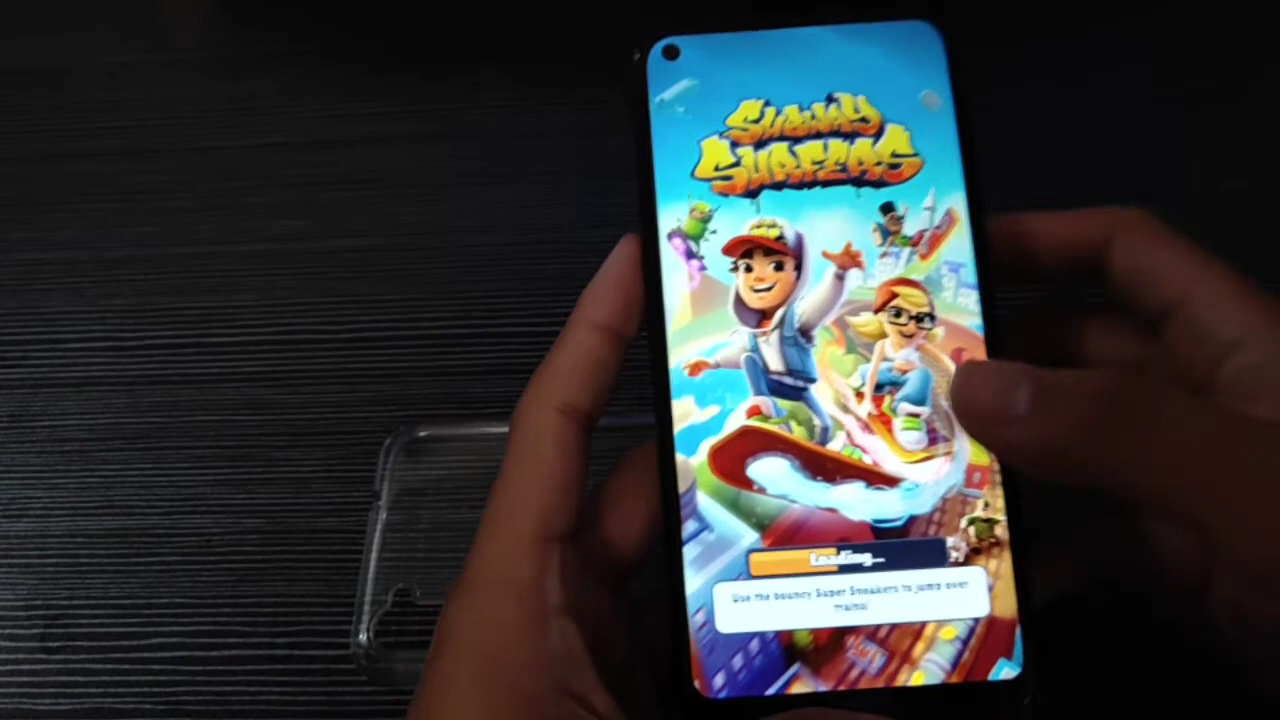 SUBWAY
SURFERS
Loading...
Use the bouncy Super Sneakers to jump over
trains!